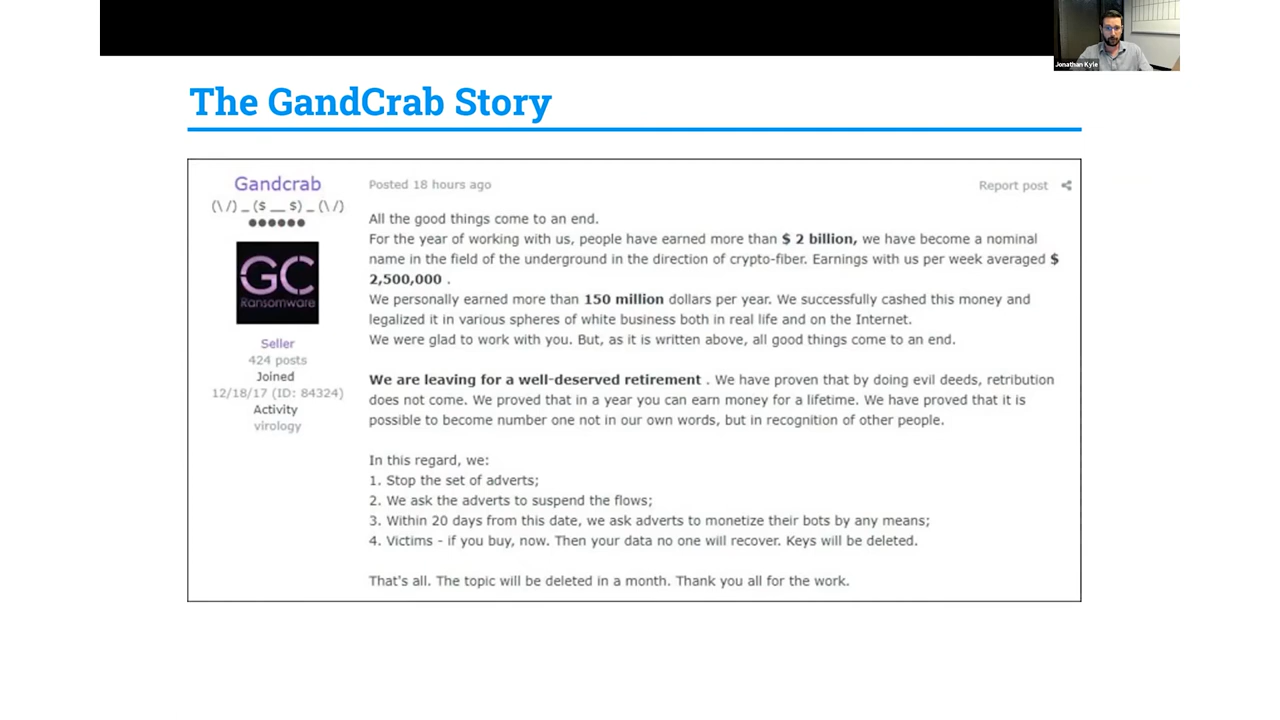 Jonathan Kyle
The GandCrab Story
Gandcrab
(\ /) _ ($ __ $) _ (\ /)
●●●●●●
GC
Ransomware
Seller
424 posts
Joined
12/18/17 (ID: 84324)
Activity
virology
Posted 18 hours ago
Report post
All the good things come to an end.
For the year of working with us, people have earned more than $ 2 billion, we have become a nominal
name in the field of the underground in the direction of crypto-fiber. Earnings with us per week averaged $
2,500,000 .
We personally earned more than 150 million dollars per year. We successfully cashed this money and
legalized it in various spheres of white business both in real life and on the Internet.
We were glad to work with you. But, as it is written above, all good things come to an end.
We are leaving for a well-deserved retirement . We have proven that by doing evil deeds, retribution
does not come. We proved that in a year you can earn money for a lifetime. We have proved that it is
possible to become number one not in our own words, but in recognition of other people.
In this regard, we:
1. Stop the set of adverts;
2. We ask the adverts to suspend the flows;
3. Within 20 days from this date, we ask adverts to monetize their bots by any means;
4. Victims - if you buy, now. Then your data no one will recover. Keys will be deleted.
That's all. The topic will be deleted in a month. Thank you all for the work.